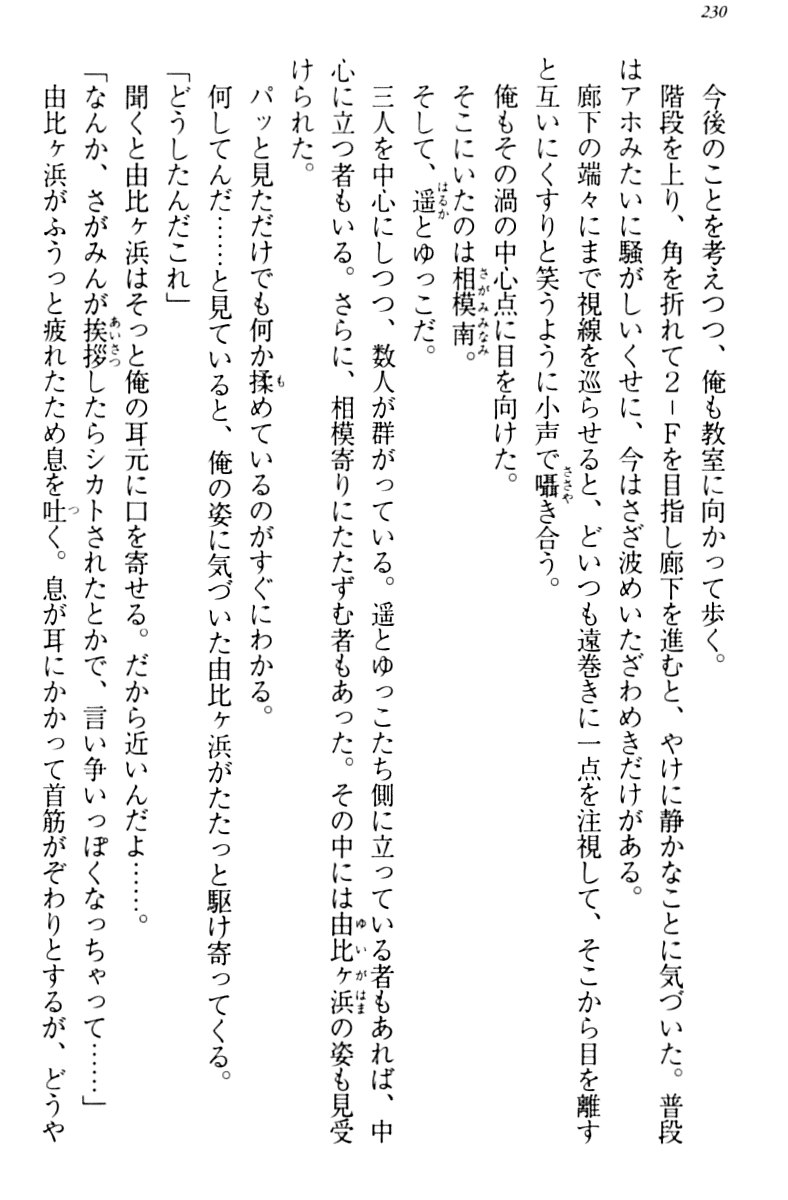 230
今後のことを考えつつ、俺も教室に向かって歩く。
階段を上り、角を折れて２－Ｆを目指し廊下を進むと、やけに静かなことに気づいた。普段
はアホみたいに騒がしいくせに、今はさざ波めいたざわめきだけがある。
廊下の端々にまで視線を巡らせると、どいつも遠巻きに一点を注視して、そこから目を離す
と互いにくすりと笑うように小声で囁き合う。
俺もその渦の中心点に目を向けた。
そこにいたのは相模南。
そして、遥とゆっこだ。
三人を中心にしつつ、数人が群がっている。遥とゆっこたち側に立っている者もあれば、中
心に立つ者もいる。さらに、相模寄りにたたずむ者もあった。その中には由比ヶ浜の姿も見受
けられた。
パッと見ただけでも何か揉めているのがすぐにわかる。
何してんだ……と見ていると、俺の姿に気づいた由比ヶ浜がたたっと駆け寄ってくる。
「どうしたんだこれ」
聞くと由比ヶ浜はそっと俺の耳元に口を寄せる。だから近いんだよ……。
「なんか、さがみんが挨拶したらシカトされたとかで、言い争いっぽくなっちゃって……」
由比ヶ浜がふうっと疲れたため息を吐く。息が耳にかかって首筋がぞわりとするが、どうや